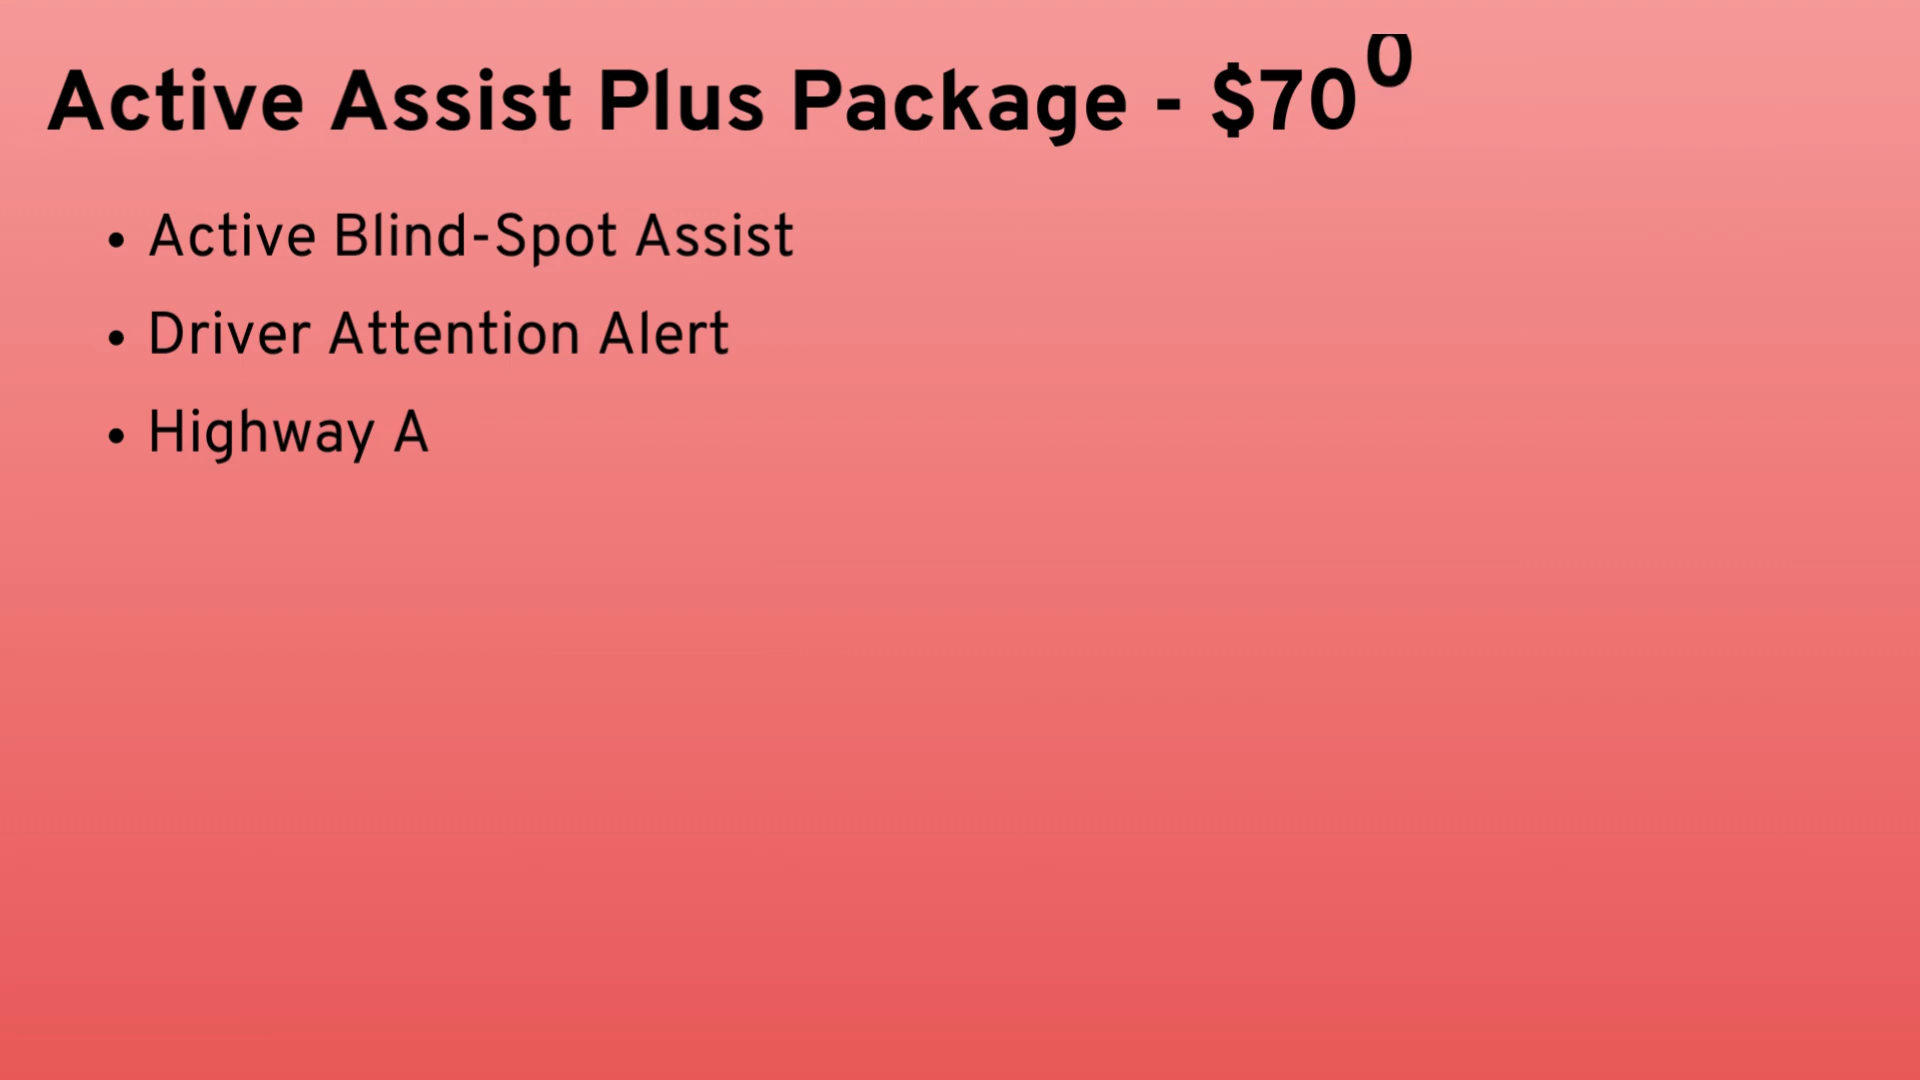 Active Assist Plus Package - $700
• Active Blind-Spot Assist
• Driver Attention Alert
• Highway A